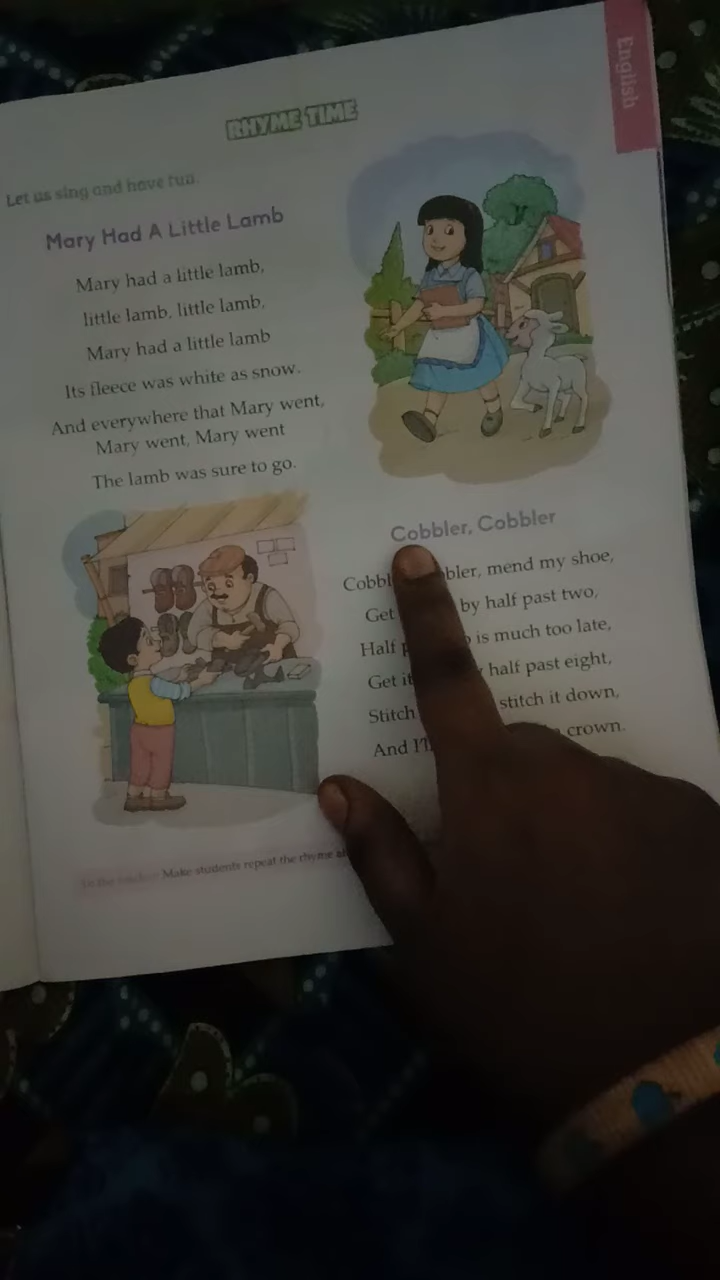 English
RHYME TIME
Let us sing and have fun.
Mary Had A Little Lamb
Mary had a little lamb,
little lamb, little lamb,
Mary had a little lamb
Its fleece was white as snow.
And everywhere that Mary went,
Mary went, Mary went
The lamb was sure to go.
Cobbler, Cobbler
mend my shoe,
Get by half past two,
Half is much too late,
Get half past eight,
Stitch stitch it down,
And crown.
To the teacher: Make students repeat the rhyme